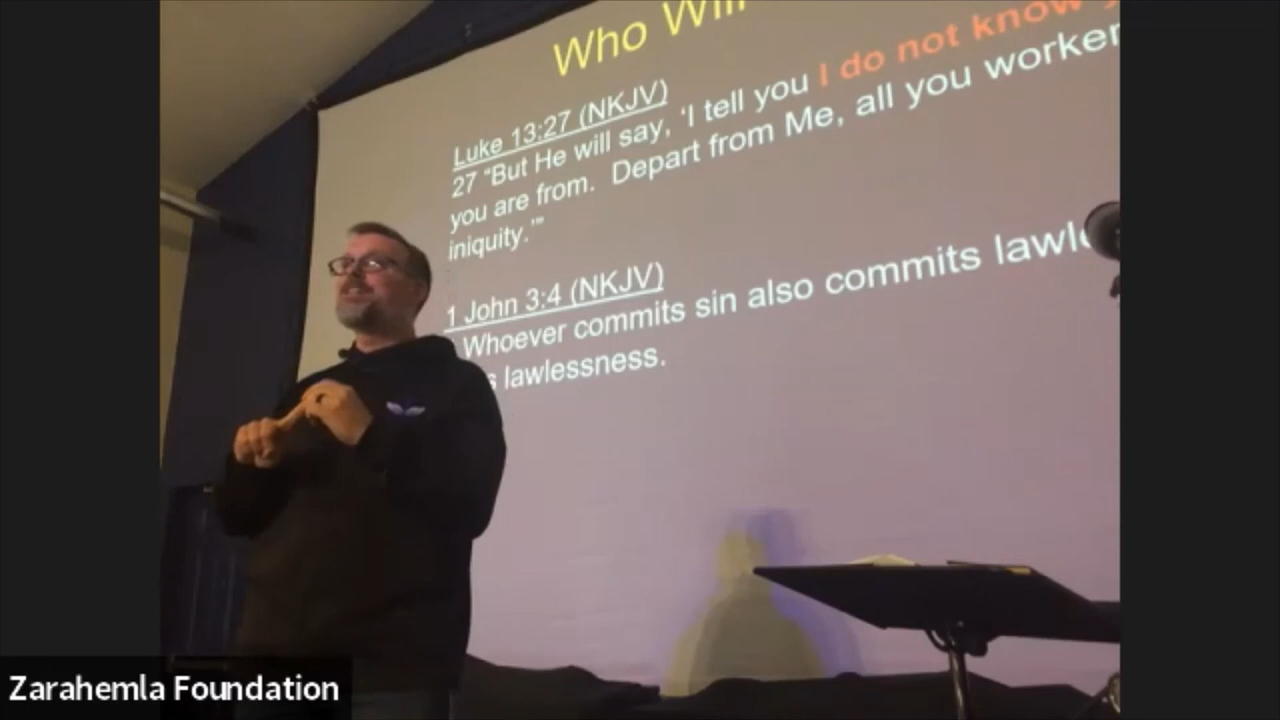 Who Will
Luke 13:27 (NKJV)
27 “But He will say, ‘I tell you I do not know
you are from.  Depart from Me, all you worker
iniquity.’”
1 John 3:4 (NKJV)
Whoever commits sin also commits lawle
s lawlessness.
Zarahemla Foundation